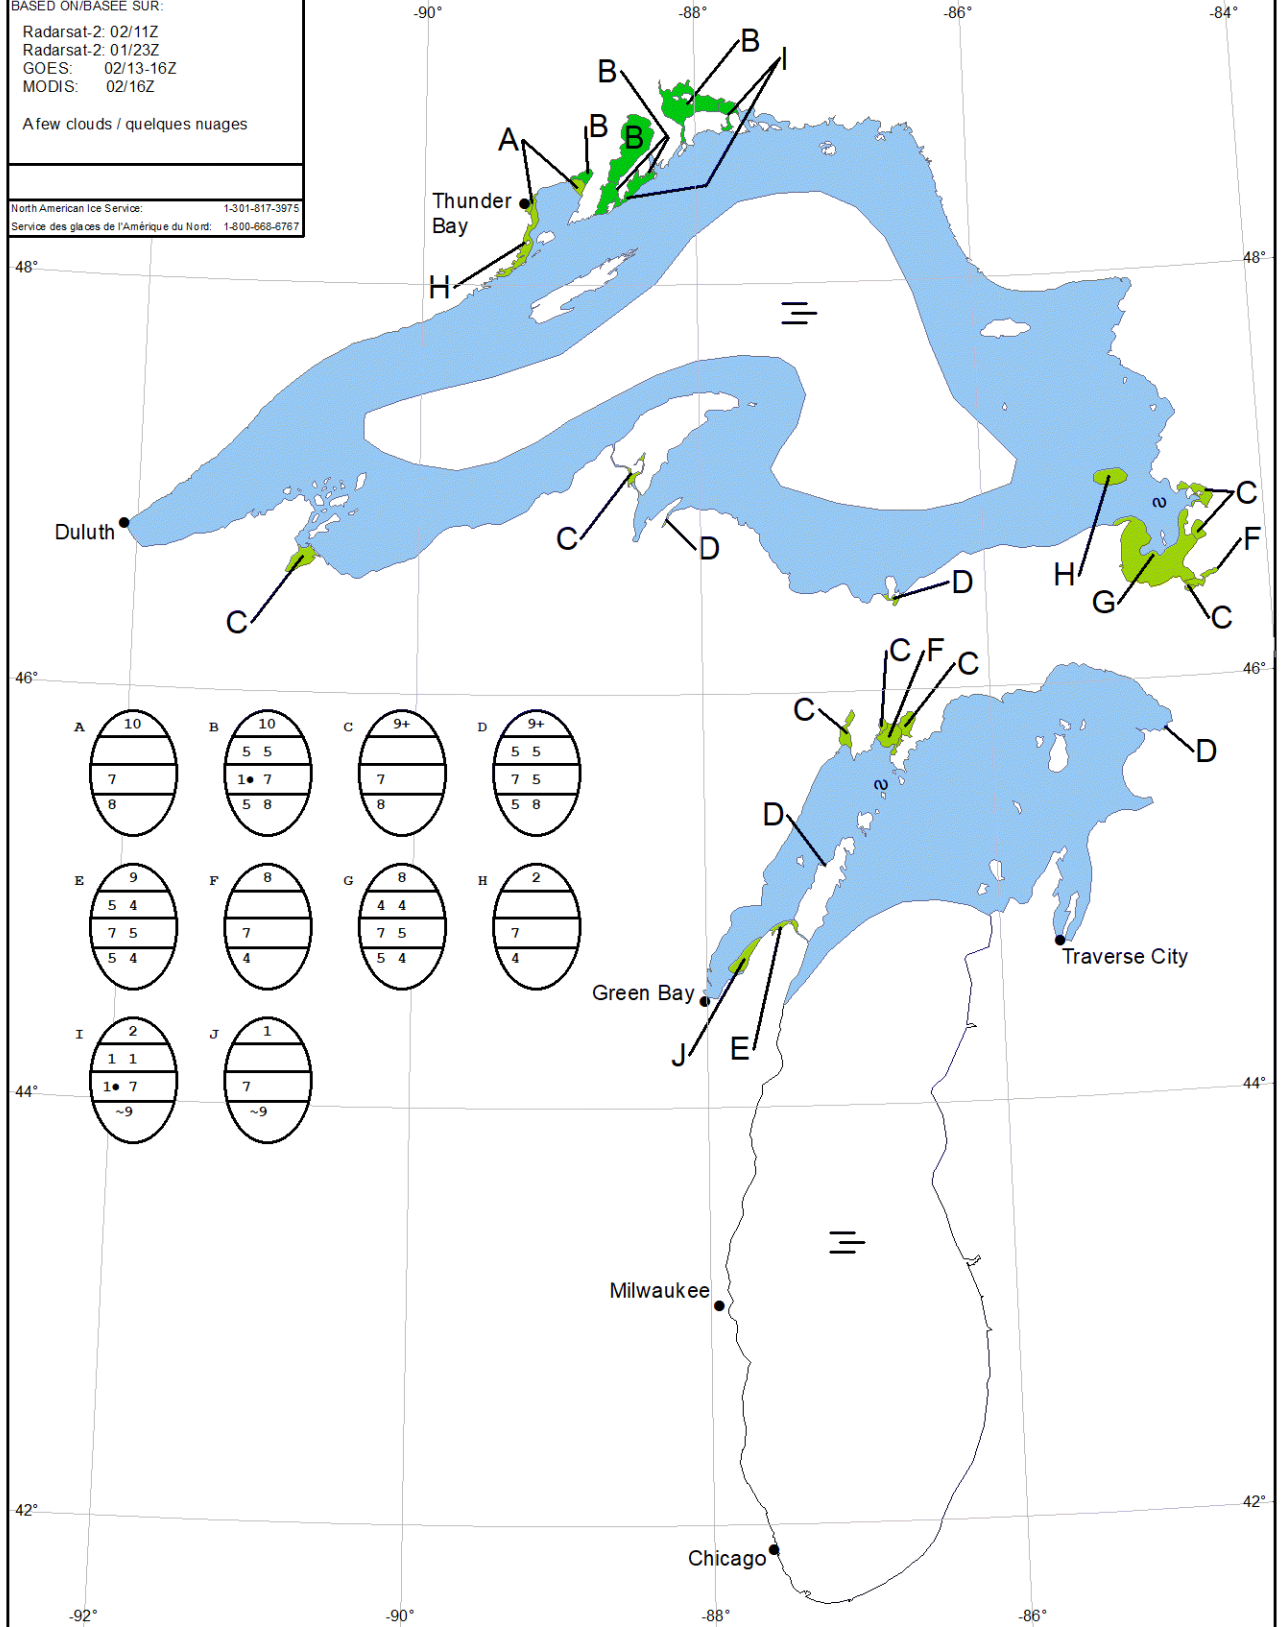 BASED ON/BASÉE SUR:
Radarsat-2: 02/11Z
Radarsat-2: 01/23Z
GOES: 02/13-16Z
MODIS: 02/16Z
A few clouds / quelques nuages
North American Ice Service: 1-301-817-3975
Service des glaces de l'Amérique du Nord: 1-800-668-6767
-90° -88° -86° -84°
B
I
B
B
A
B
Thunder
Bay
H
48° 48°
C
C
D
Duluth
F
H
D
G
C
C
C F C
46° 46°
C
D
A 10 B 10 C 9+ D 9+
5 5 5 5
7 1• 7 7 7 5
8 5 8 8 5 8
D
E 9 F 8 G 8 H 2
5 4 4 4
7 5 7 7 5 7
5 4 4 5 4 4
Traverse City
Green Bay
J E
I 2 J 1
1 1
1• 7 7
~9 ~9
44° 44°
Milwaukee
42° 42°
Chicago
-92° -90° -88° -86°